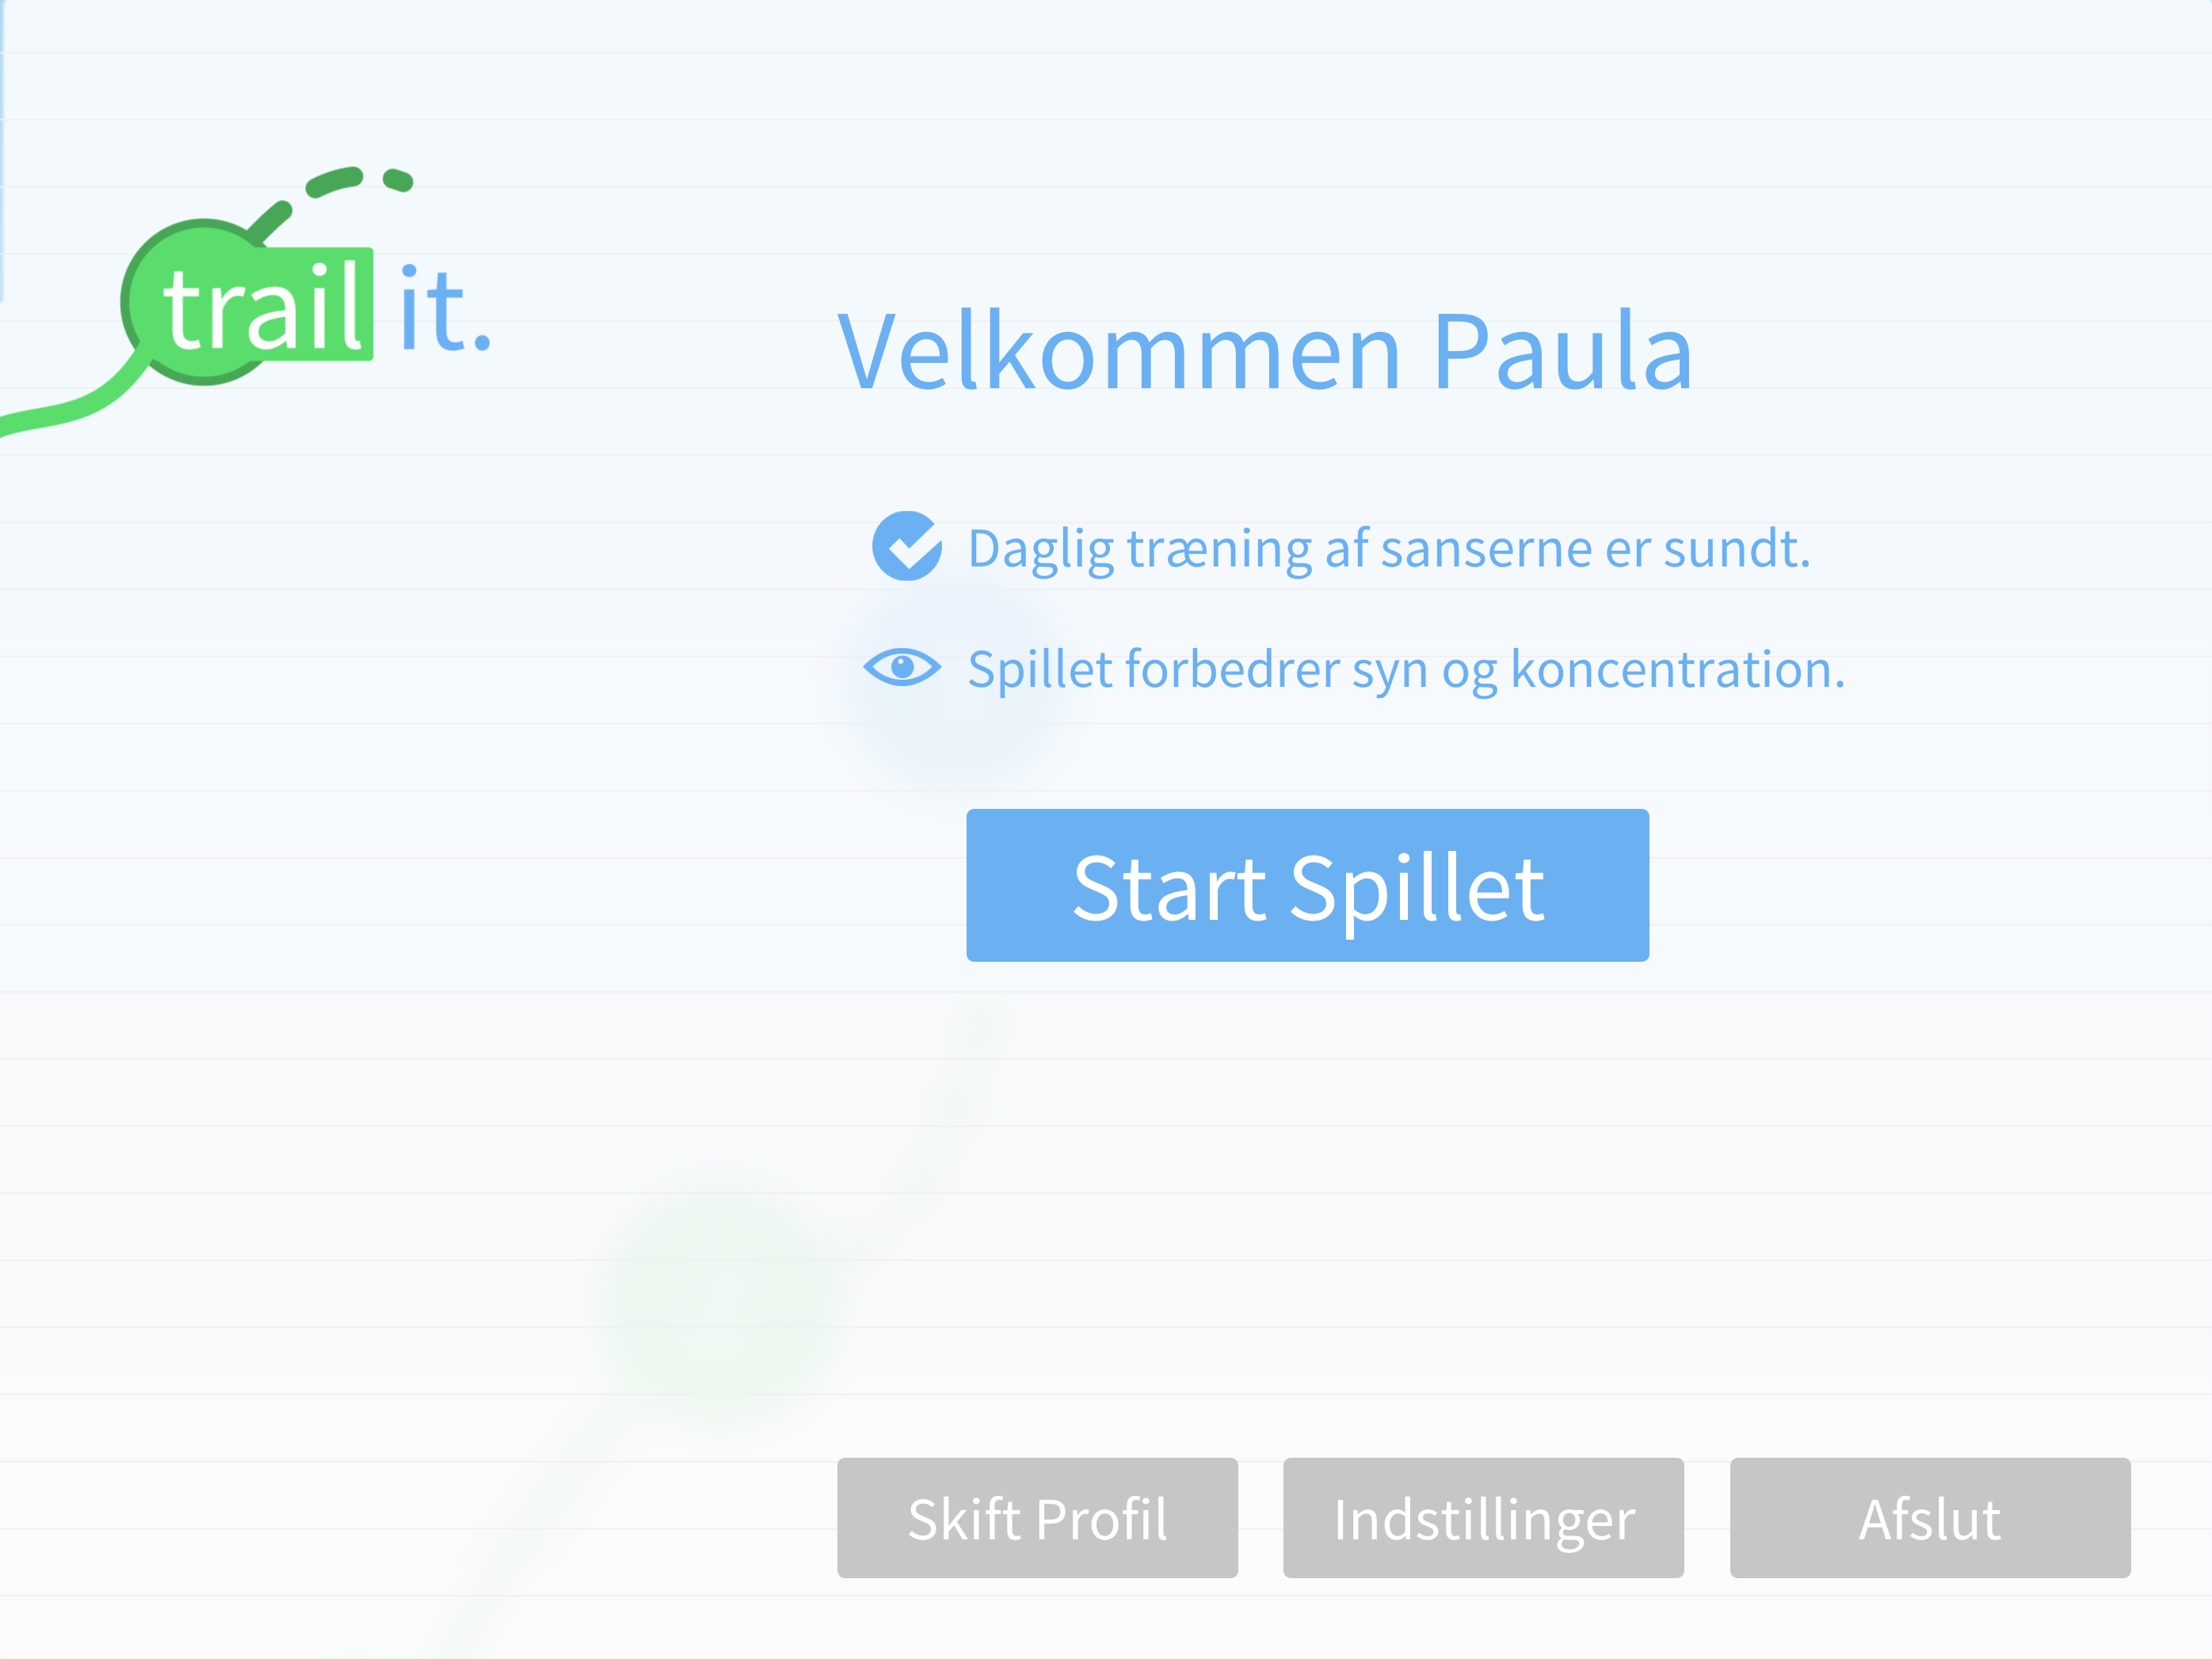 trail it.
Velkommen Paula
Daglig træning af sanserne er sundt.
Spillet forbedrer syn og koncentration.
Start Spillet
Skift Profil
Indstillinger
Afslut